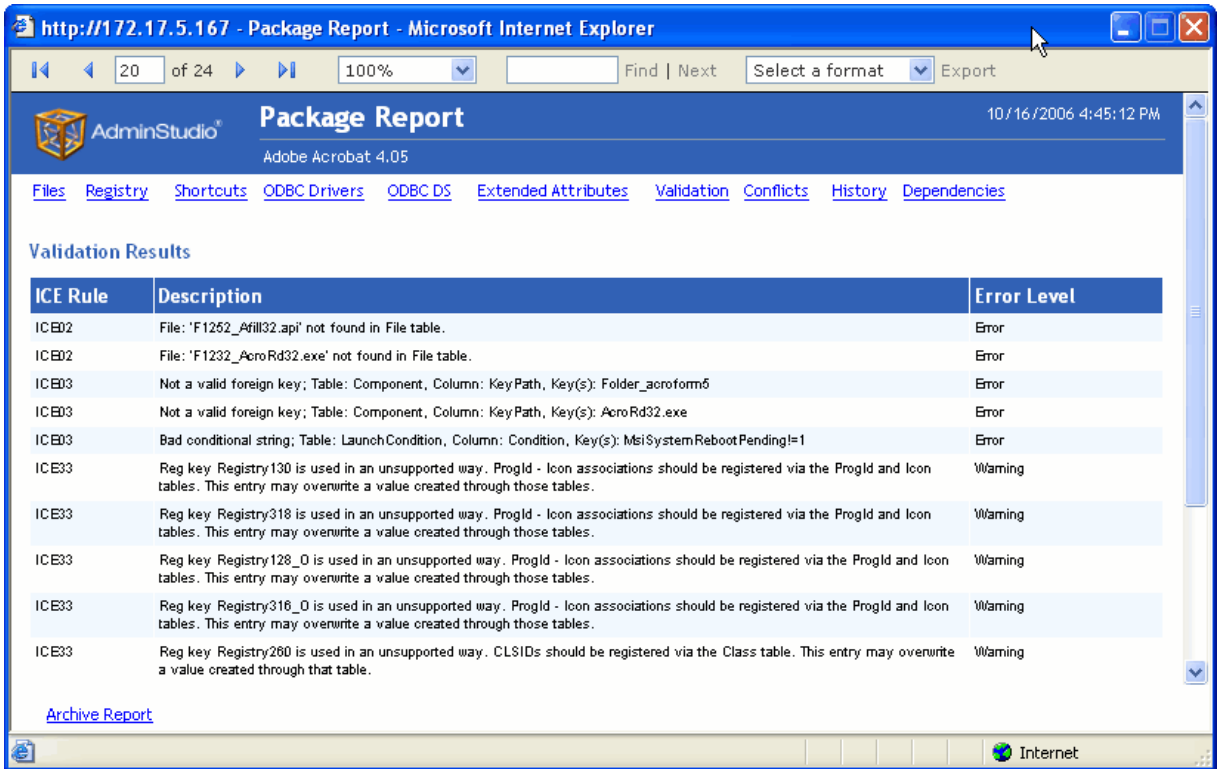 http://172.17.5.167 - Package Report - Microsoft Internet Explorer
20 of 24 100% Find | Next Select a format Export
AdminStudio® Package Report 10/16/2006 4:45:12 PM
Adobe Acrobat 4.05
Files Registry Shortcuts ODBC Drivers ODBC DS Extended Attributes Validation Conflicts History Dependencies
Validation Results
ICE Rule Description Error Level
ICE02 File: 'F1252_Afill32.api' not found in File table. Error
ICE02 File: 'F1232_AcroRd32.exe' not found in File table. Error
ICE03 Not a valid foreign key; Table: Component, Column: KeyPath, Key(s): Folder_acroform5 Error
ICE03 Not a valid foreign key; Table: Component, Column: KeyPath, Key(s): AcroRd32.exe Error
ICE03 Bad conditional string; Table: LaunchCondition, Column: Condition, Key(s): MsiSystemRebootPending!=1 Error
ICE33 Reg key Registry130 is used in an unsupported way. ProgId - Icon associations should be registered via the ProgId and Icon Warning
tables. This entry may overwrite a value created through those tables.
ICE33 Reg key Registry318 is used in an unsupported way. ProgId - Icon associations should be registered via the ProgId and Icon Warning
tables. This entry may overwrite a value created through those tables.
ICE33 Reg key Registry128_0 is used in an unsupported way. ProgId - Icon associations should be registered via the ProgId and Icon Warning
tables. This entry may overwrite a value created through those tables.
ICE33 Reg key Registry316_0 is used in an unsupported way. ProgId - Icon associations should be registered via the ProgId and Icon Warning
tables. This entry may overwrite a value created through those tables.
ICE33 Reg key Registry260 is used in an unsupported way. CLSIDs should be registered via the Class table. This entry may overwrite Warning
a value created through that table.
Archive Report
Internet